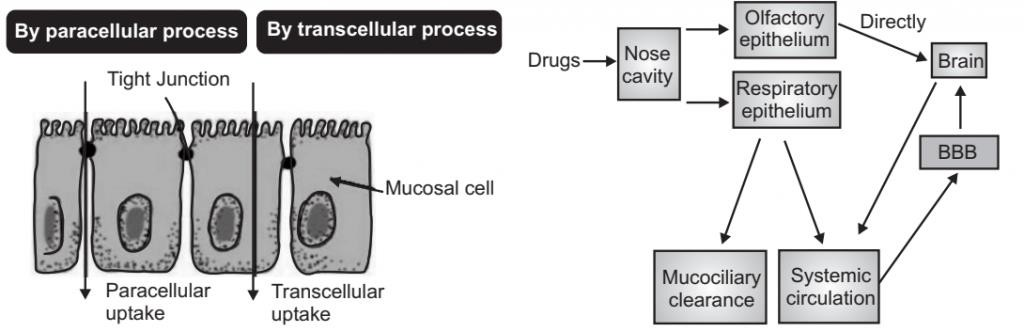 By paracellular process
By transcellular process
Tight Junction
Mucosal cell
Paracellular
uptake
Transcellular
uptake
Drugs
Nose
cavity
Olfactory
epithelium
Directly
Brain
Respiratory
epithelium
BBB
Mucociliary
clearance
Systemic
circulation